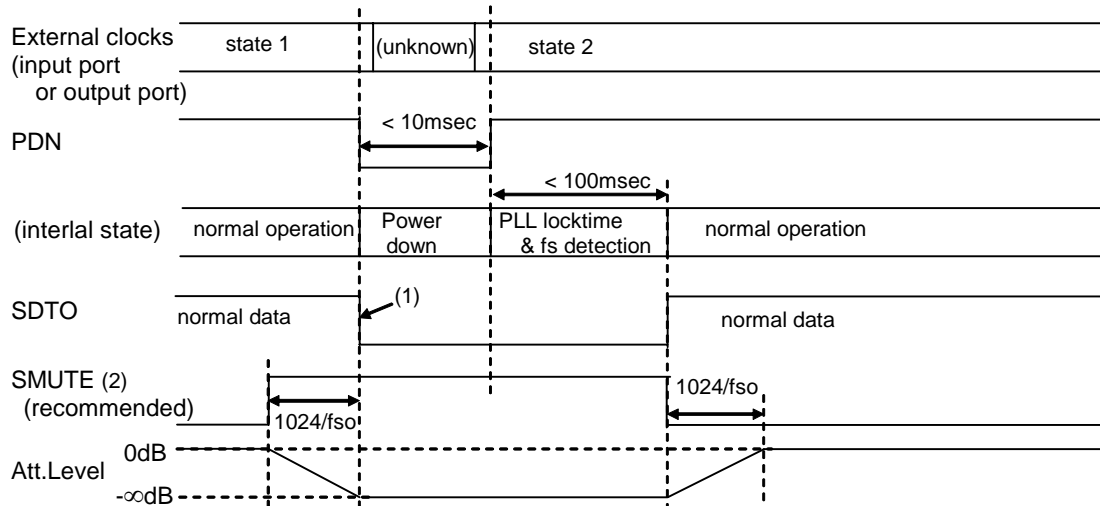 External clocks
(input port
or output port)
state 1
(unknown)
state 2
PDN
< 10msec
< 100msec
(interlal state)
normal operation
Power
down
PLL locktime
& fs detection
normal operation
SDTO
normal data
(1)
normal data
SMUTE (2)
(recommended)
1024/fso
1024/fso
Att.Level
0dB
-∞dB